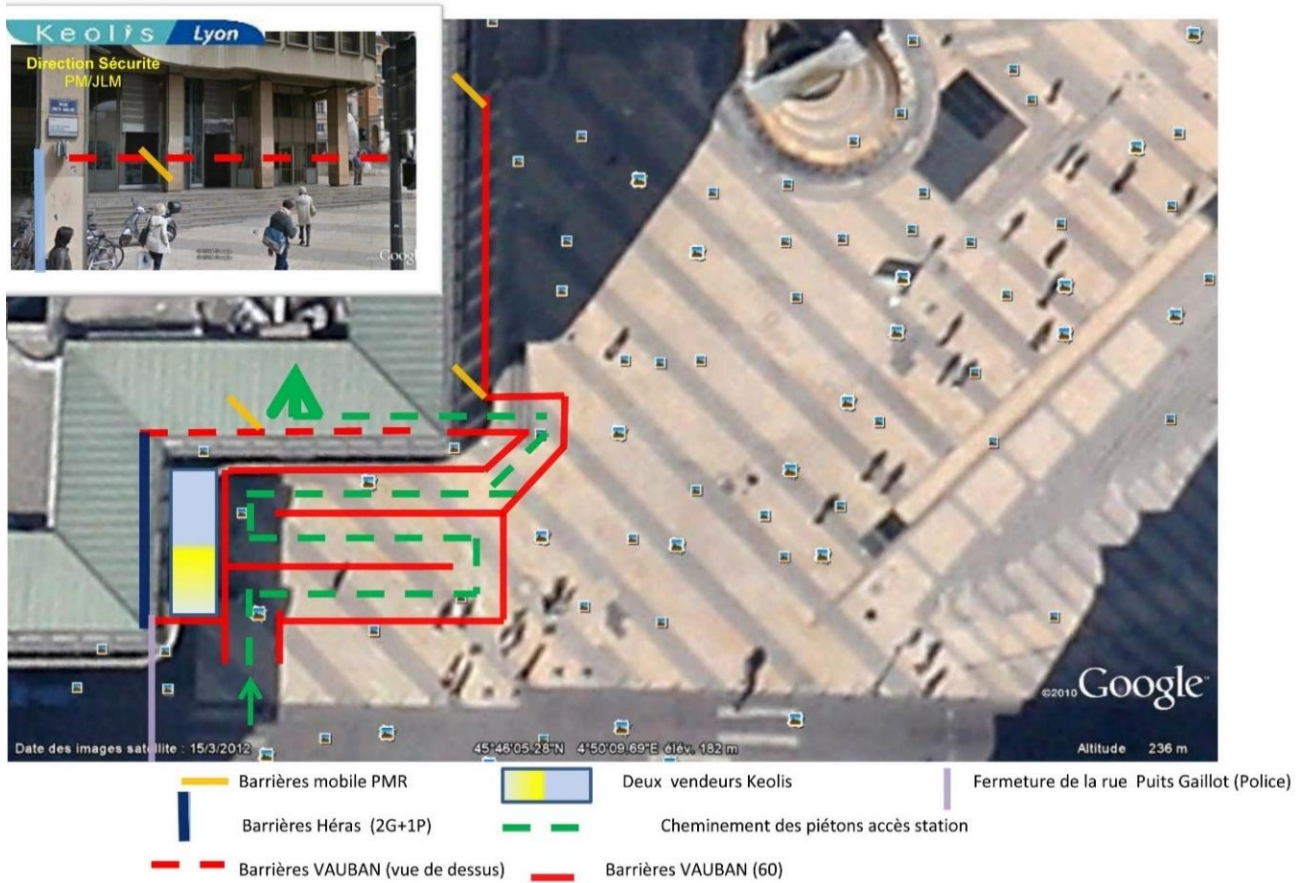 Keolis Lyon
Direction Sécurite
PM/JLM
Google
©2010 Google
Date des images satellite : 15/3/2012
45°46'05.28"N 4°50'09.69"E élév. 182 m
Altitude 236 m
Barrières mobile PMR
Deux vendeurs Keolis
Fermeture de la rue Puits Gaillot (Police)
Barrières Héras (2G+1P)
Cheminement des piétons accès station
Barrières VAUBAN (vue de dessus)
Barrières VAUBAN (60)